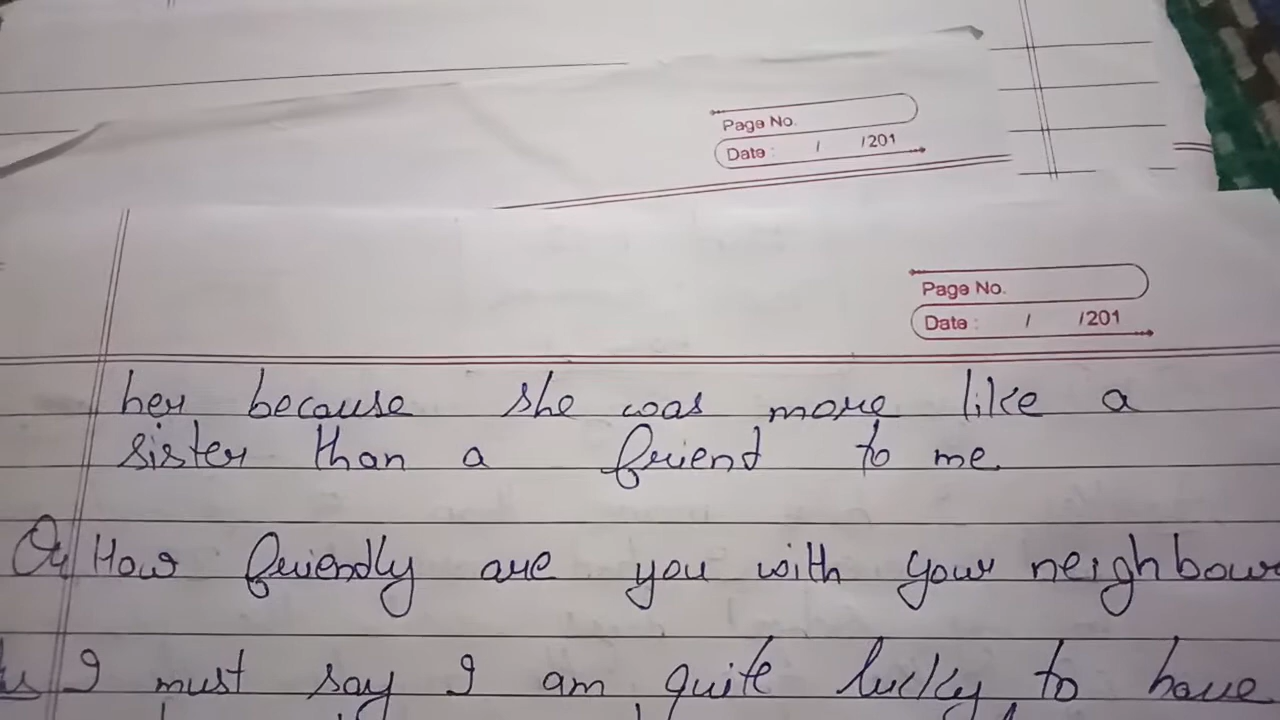 Page No.
Date : / /201
Page No.
Date : / /201
her because she was more like a
sister than a friend to me.
How friendly are you with your neighbour
I must say I am quite lucky to have